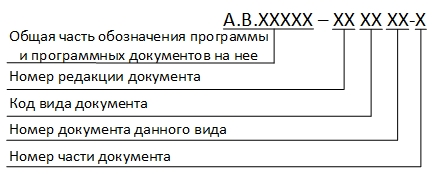 А.В.ХХХХХ – ХХ ХХ ХХ-Х
Общая часть обозначения программы
и программных документов на нее
Номер редакции документа
Код вида документа
Номер документа данного вида
Номер части документа